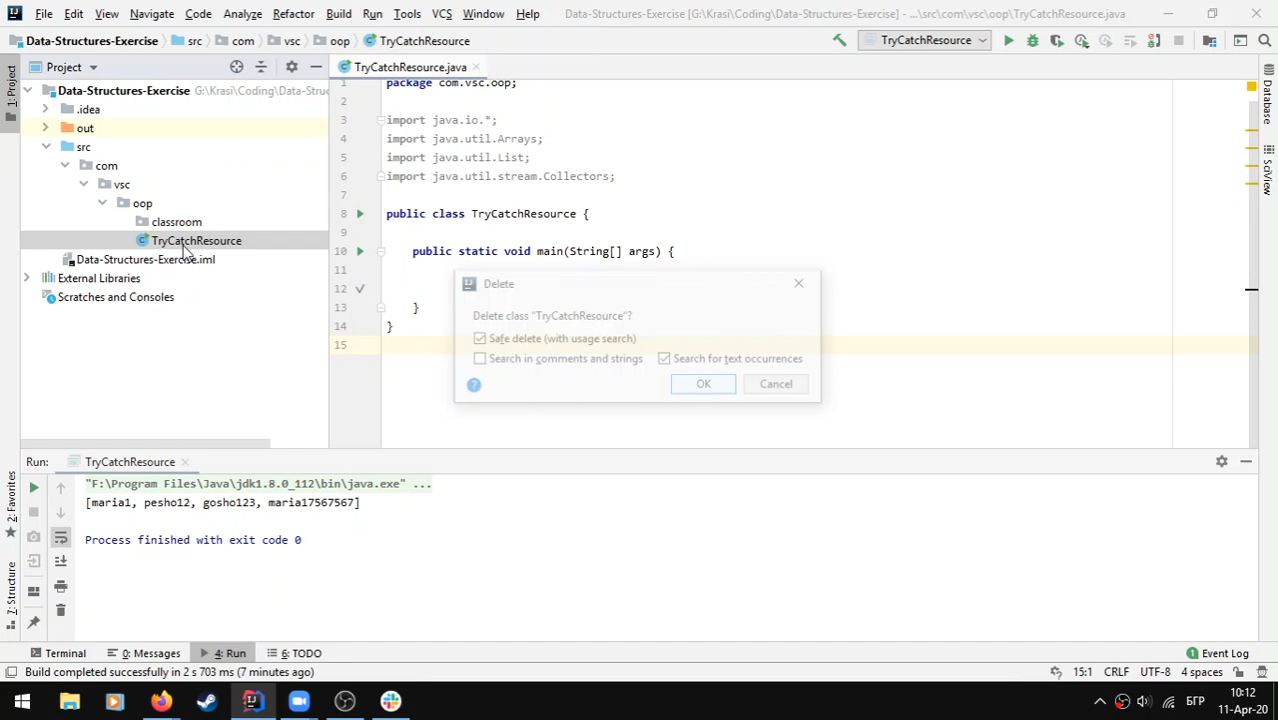 File Edit View Navigate Code Analyze Refactor Build Run Tools VCS Window Help Data-Structures-Exercise [G:\Krasi\Coding\Data-Structures-Exercise] - ...\src\com\vsc\oop\TryCatchResource.java
Data-Structures-Exercise src com vsc oop TryCatchResource TryCatchResource
1: Project
Project
TryCatchResource.java
Database
SciView
Data-Structures-Exercise G:\Krasi\Coding\Data-Struc
.idea
out
src
com
vsc
oop
classroom
TryCatchResource
Data-Structures-Exercise.iml
External Libraries
Scratches and Consoles
1 package com.vsc.oop;
2
3 import java.io.*;
4 import java.util.Arrays;
5 import java.util.List;
6 import java.util.stream.Collectors;
7
8 public class TryCatchResource {
10 public static void main(String[] args) {
11
12
13 }
14 }
15
Delete
Delete class "TryCatchResource"?
Safe delete (with usage search)
Search in comments and strings Search for text occurrences
? OK Cancel
Run: TryCatchResource
2: Favorites
7: Structure
"F:\Program Files\Java\jdk1.8.0_112\bin\java.exe" ...
[maria1, pesho12, gosho123, maria17567567]
Process finished with exit code 0
Terminal 0: Messages 4: Run 6: TODO Event Log
Build completed successfully in 2 s 703 ms (7 minutes ago) 15:1 CRLF UTF-8 4 spaces
БГР 10:12
11-Apr-20